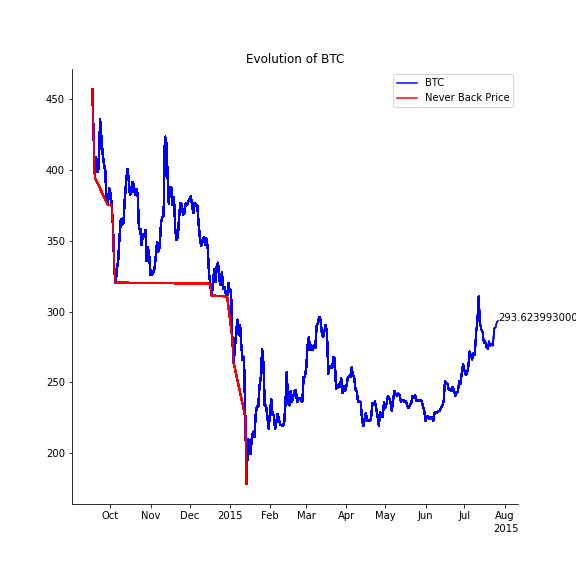 Evolution of BTC
BTC
Never Back Price
450
400
350
300
250
200
293.623993000
Oct
Nov
Dec
2015
Feb
Mar
Apr
May
Jun
Jul
Aug
2015